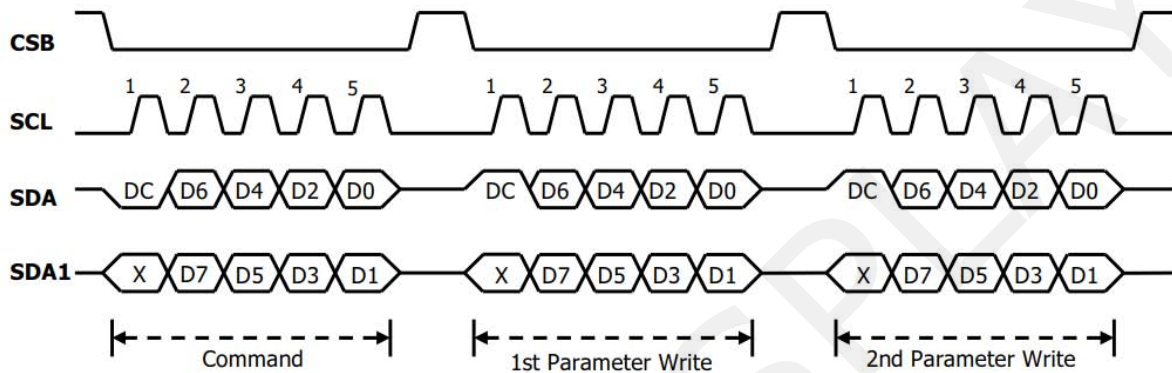 CSB
1 2 3 4 5 1 2 3 4 5 1 2 3 4 5
SCL
SDA DC D6 D4 D2 D0 DC D6 D4 D2 D0 DC D6 D4 D2 D0
SDA1 X D7 D5 D3 D1 X D7 D5 D3 D1 X D7 D5 D3 D1
Command 1st Parameter Write 2nd Parameter Write
SPLAY